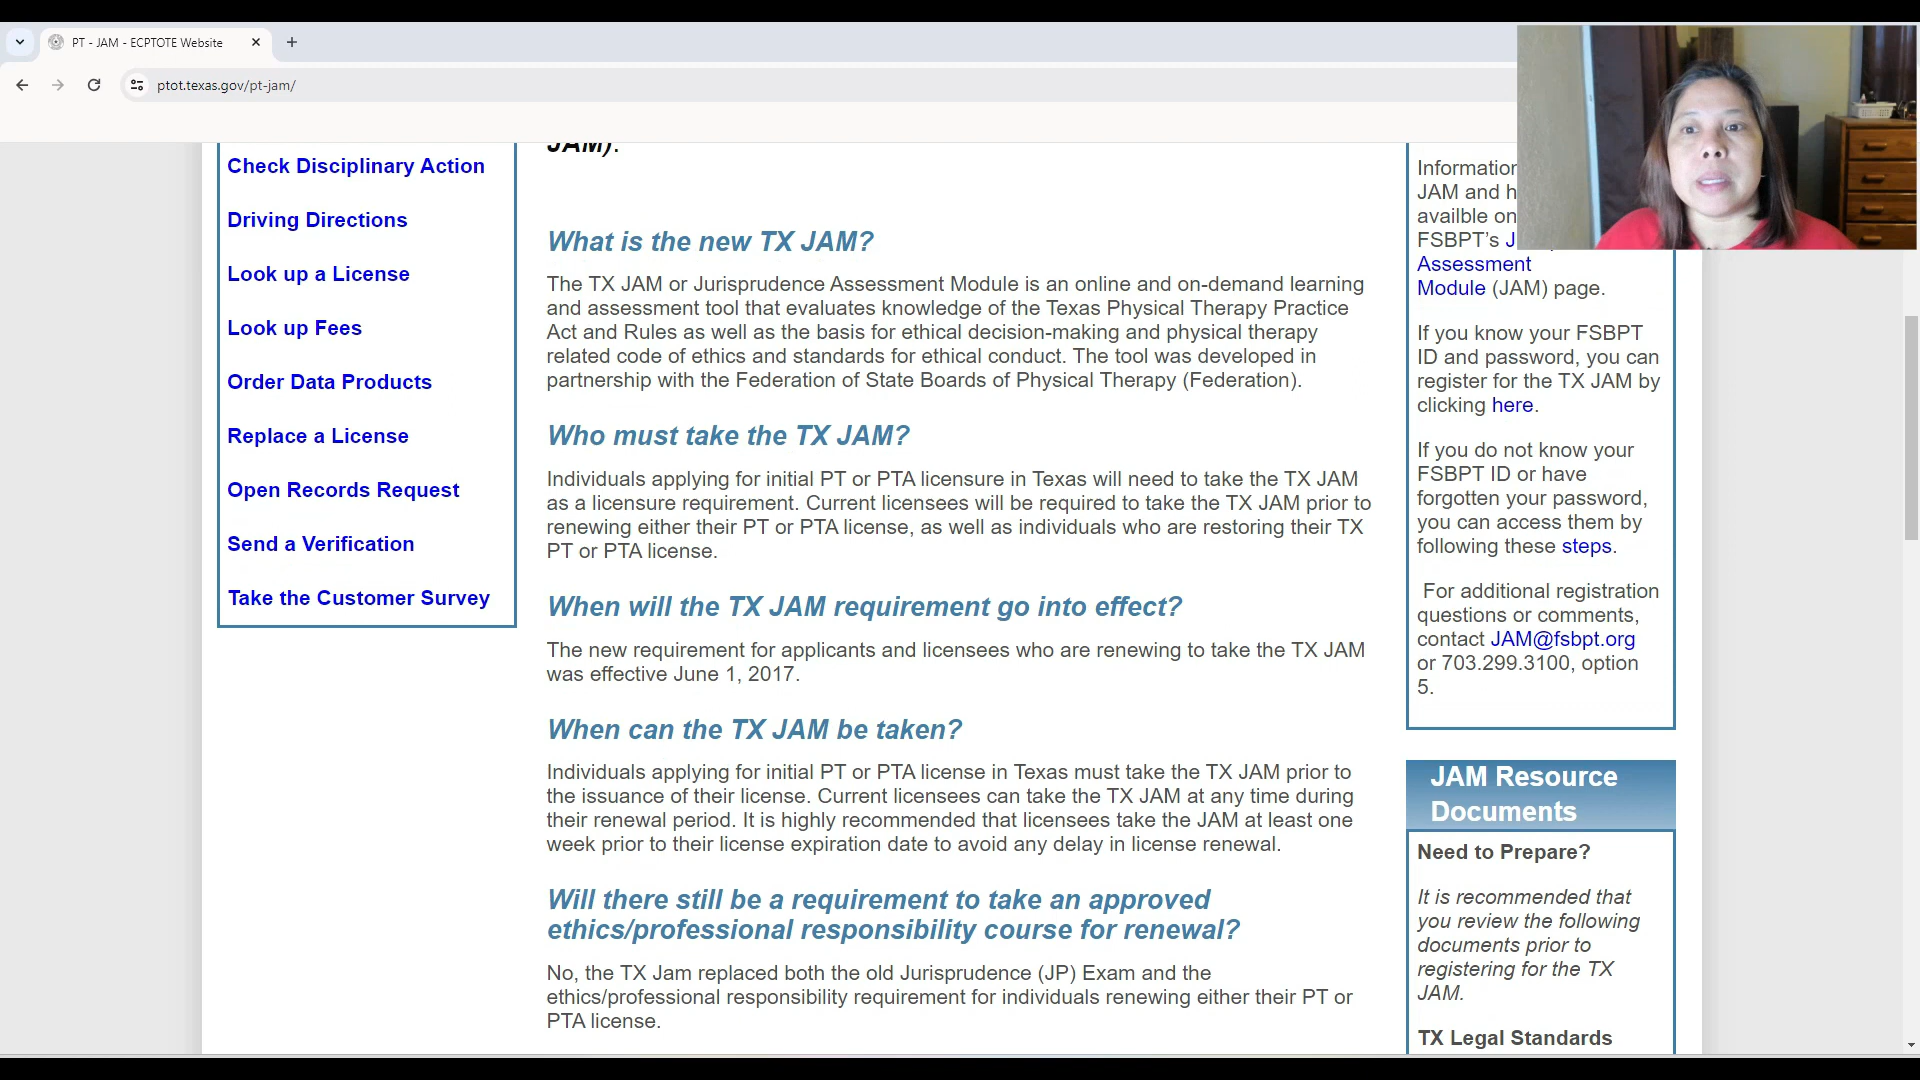 PT - JAM - ECPTOTE Website
ptot.texas.gov/pt-jam/
Check Disciplinary Action
Driving Directions
Look up a License
Look up Fees
Order Data Products
Replace a License
Open Records Request
Send a Verification
Take the Customer Survey
JAM).
What is the new TX JAM?
The TX JAM or Jurisprudence Assessment Module is an online and on-demand learning
and assessment tool that evaluates knowledge of the Texas Physical Therapy Practice
Act and Rules as well as the basis for ethical decision-making and physical therapy
related code of ethics and standards for ethical conduct. The tool was developed in
partnership with the Federation of State Boards of Physical Therapy (Federation).
Who must take the TX JAM?
Individuals applying for initial PT or PTA licensure in Texas will need to take the TX JAM
as a licensure requirement. Current licensees will be required to take the TX JAM prior to
renewing either their PT or PTA license, as well as individuals who are restoring their TX
PT or PTA license.
When will the TX JAM requirement go into effect?
The new requirement for applicants and licensees who are renewing to take the TX JAM
was effective June 1, 2017.
When can the TX JAM be taken?
Individuals applying for initial PT or PTA license in Texas must take the TX JAM prior to
the issuance of their license. Current licensees can take the TX JAM at any time during
their renewal period. It is highly recommended that licensees take the JAM at least one
week prior to their license expiration date to avoid any delay in license renewal.
Will there still be a requirement to take an approved
ethics/professional responsibility course for renewal?
No, the TX Jam replaced both the old Jurisprudence (JP) Exam and the
ethics/professional responsibility requirement for individuals renewing either their PT or
PTA license.
Information
JAM and h
availble on
FSBPT's J
Assessment
Module (JAM) page.
If you know your FSBPT
ID and password, you can
register for the TX JAM by
clicking here.
If you do not know your
FSBPT ID or have
forgotten your password,
you can access them by
following these steps.
For additional registration
questions or comments,
contact JAM@fsbpt.org
or 703.299.3100, option
5.
JAM Resource
Documents
Need to Prepare?
It is recommended that
you review the following
documents prior to
registering for the TX
JAM.
TX Legal Standards